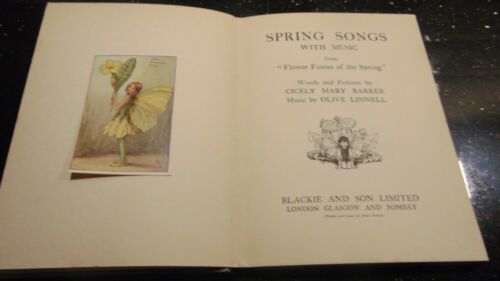 SPRING SONGS
WITH MUSIC
From
"Flower Fairies of the Spring"
Words and Pictures by
CICELY MARY BARKER
Music by OLIVE LINNELL
BLACKIE AND SON LIMITED
LONDON GLASGOW AND BOMBAY